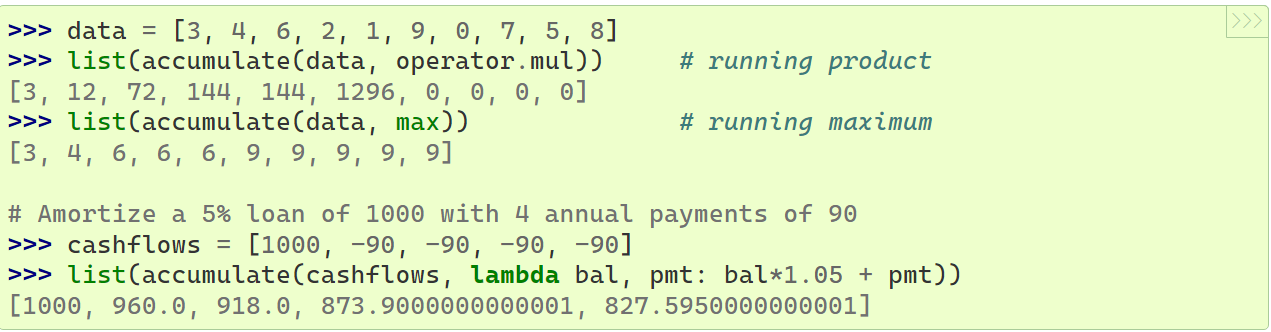 >>>
>>> data = [3, 4, 6, 2, 1, 9, 0, 7, 5, 8]
>>> list(accumulate(data, operator.mul))     # running product
[3, 12, 72, 144, 144, 1296, 0, 0, 0, 0]
>>> list(accumulate(data, max))              # running maximum
[3, 4, 6, 6, 6, 9, 9, 9, 9, 9]

# Amortize a 5% loan of 1000 with 4 annual payments of 90
>>> cashflows = [1000, -90, -90, -90, -90]
>>> list(accumulate(cashflows, lambda bal, pmt: bal*1.05 + pmt))
[1000, 960.0, 918.0, 873.9000000000001, 827.5950000000001]